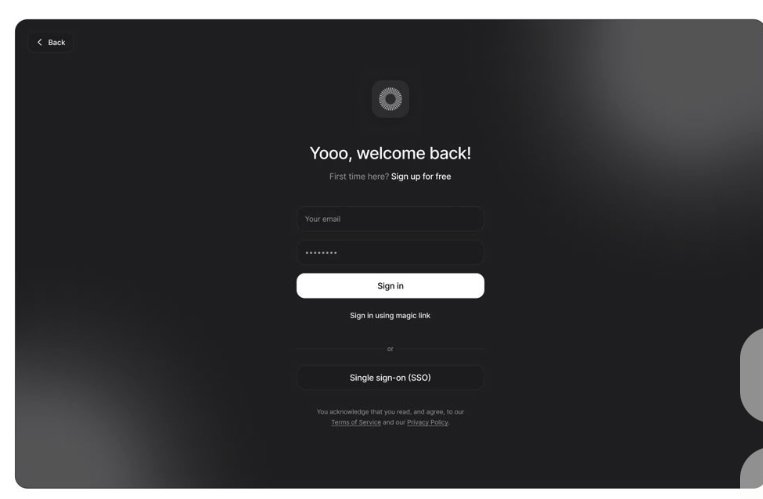 Back
Yooo, welcome back!
First time here? Sign up for free
Your email
••••••••
Sign in
Sign in using magic link
or
Single sign-on (SSO)
You acknowledge that you read, and agree, to our
Terms of Service and our Privacy Policy.